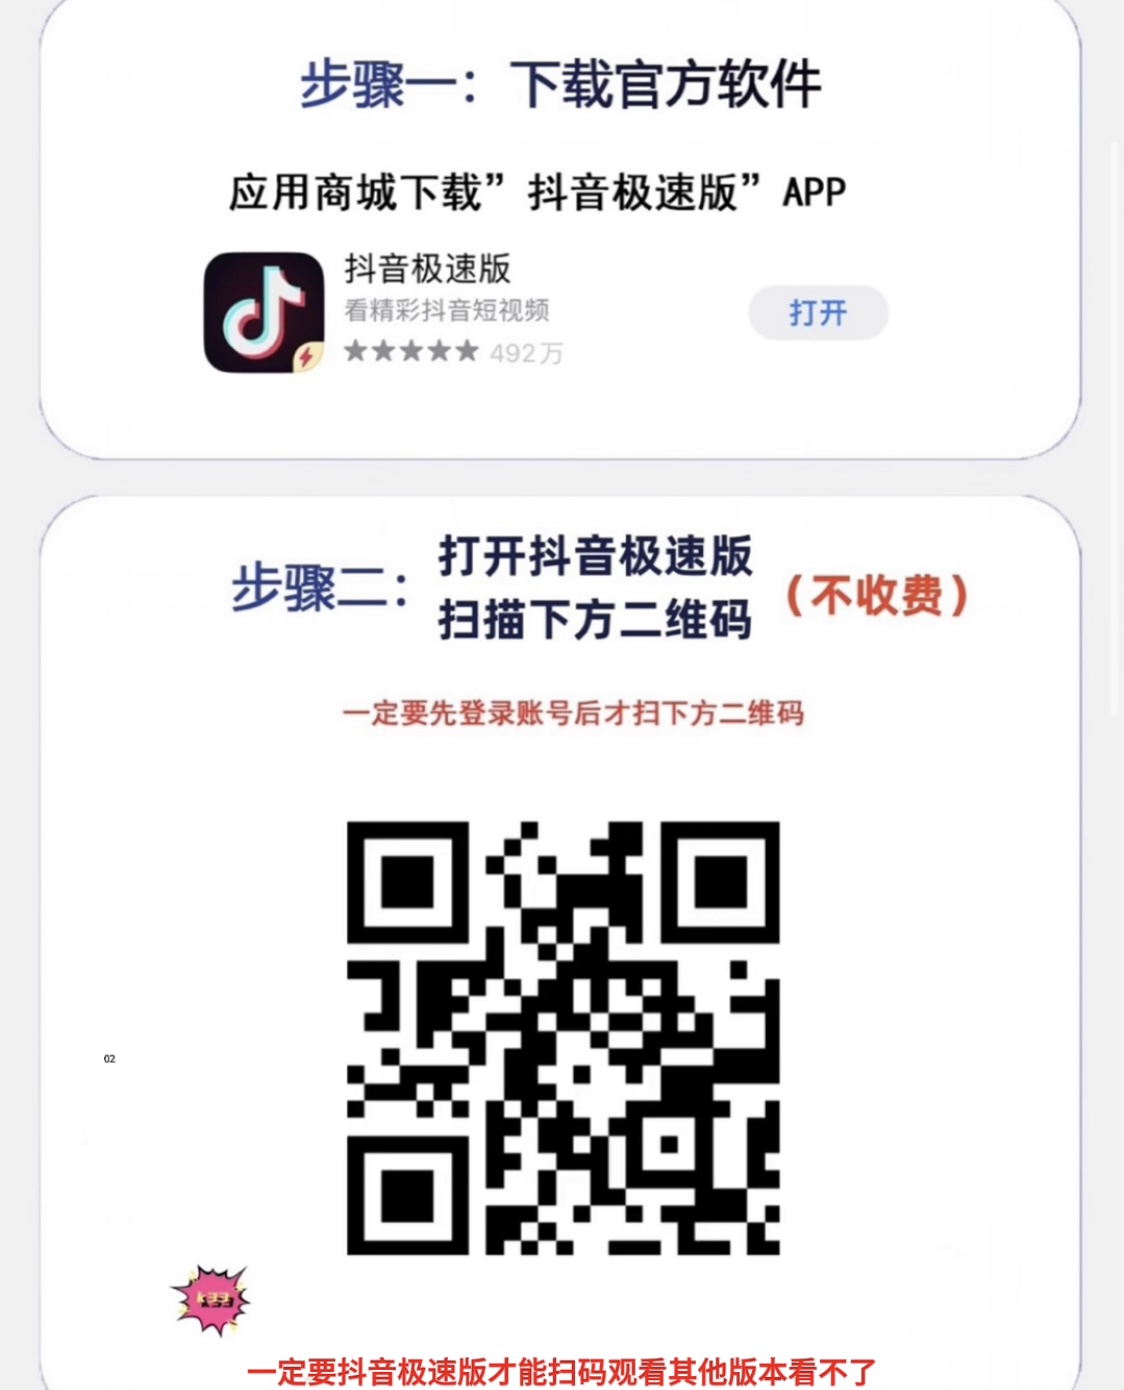 步骤一：下载官方软件
应用商城下载”抖音极速版”APP
抖音极速版
看精彩抖音短视频
★★★★★ 492万
打开
步骤二：
打开抖音极速版
扫描下方二维码
（不收费）
一定要先登录账号后才扫下方二维码
02
k33
一定要抖音极速版才能扫码观看其他版本看不了